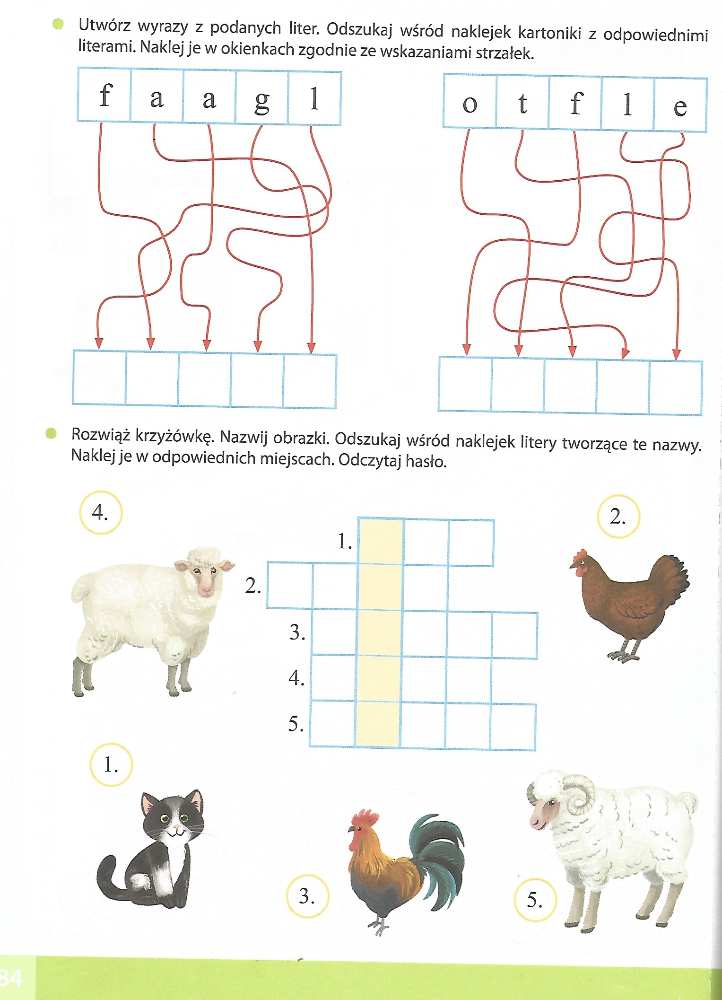 Utwórz wyrazy z podanych liter. Odszukaj wśród naklejek kartoniki z odpowiednimi
literami. Naklej je w okienkach zgodnie ze wskazaniami strzałek.
f a a g l
o t f l e
Rozwiąż krzyżówkę. Nazwij obrazki. Odszukaj wśród naklejek litery tworzące te nazwy.
Naklej je w odpowiednich miejscach. Odczytaj hasło.
4.
2.
1.
2.
3.
4.
5.
1.
3.
5.
84